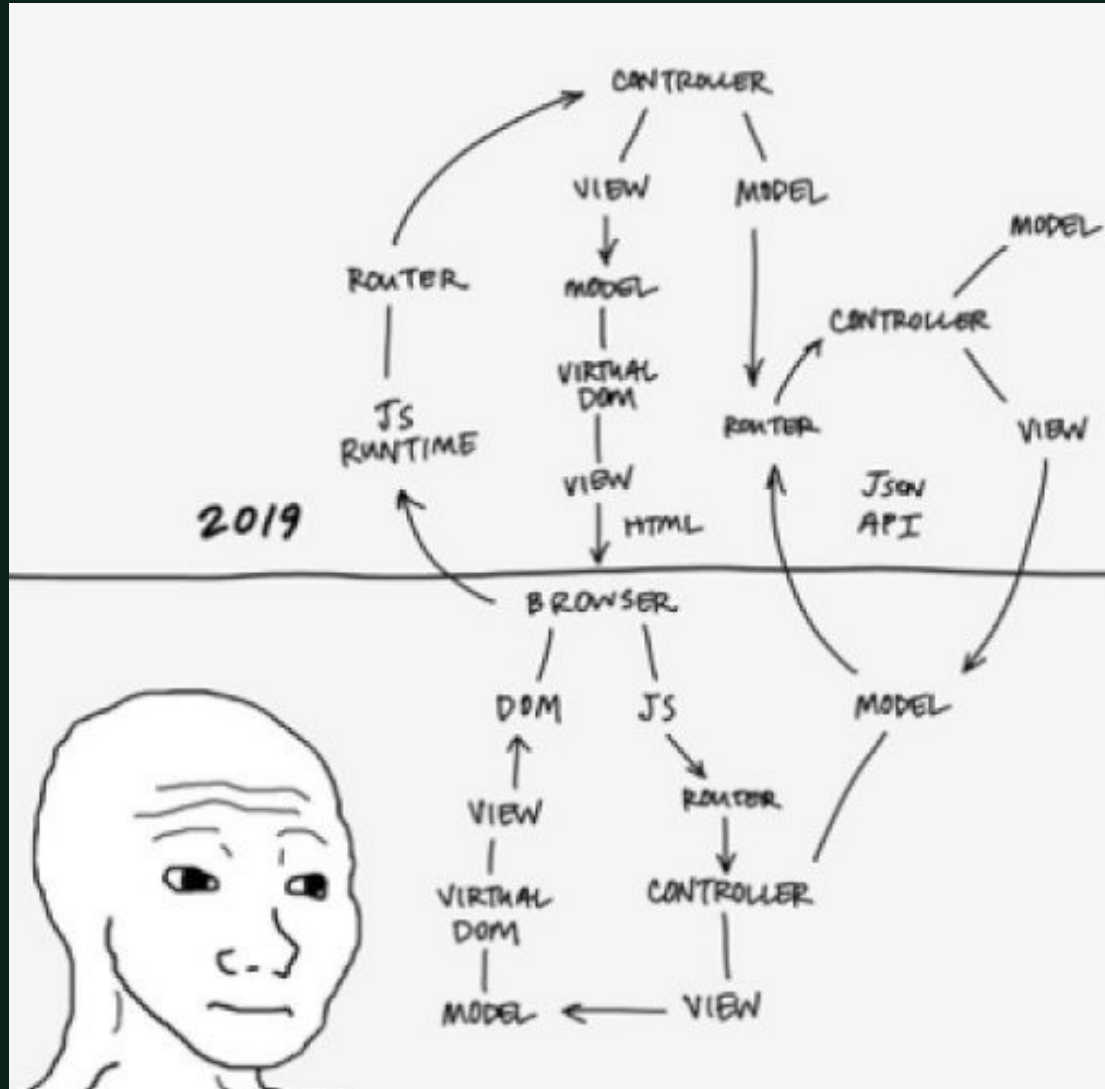 CONTROLLER
VIEW
MODEL
MODEL
ROUTER
MODEL
CONTROLLER
VIRTUAL
DOM
JS
RUNTIME
ROUTER
VIEW
VIEW
JSON
API
2019
HTML
BROWSER
DOM
JS
MODEL
VIEW
ROUTER
VIRTUAL
DOM
CONTROLLER
MODEL
VIEW